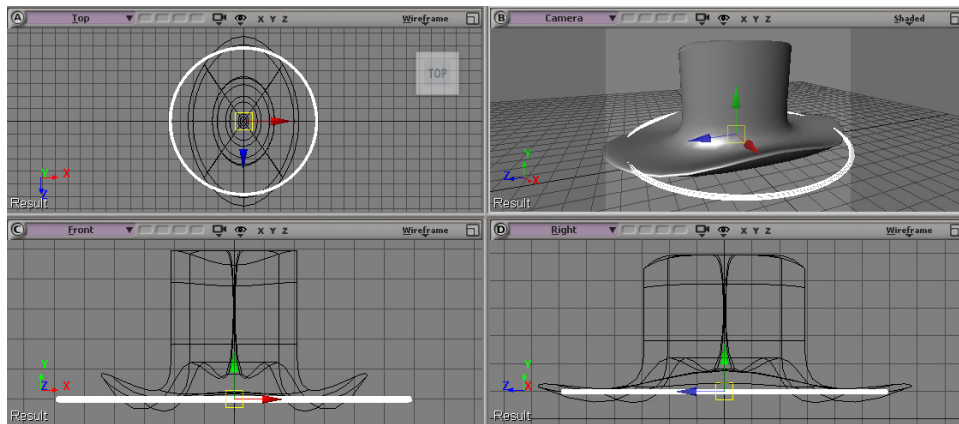 A Top X Y Z Wireframe
TOP
Y X
Z
Result
B Camera X Y Z Shaded
Y
Z X
Result
C Front X Y Z Wireframe
Y
Z X
Result
D Right X Y Z Wireframe
Y
Z X
Result